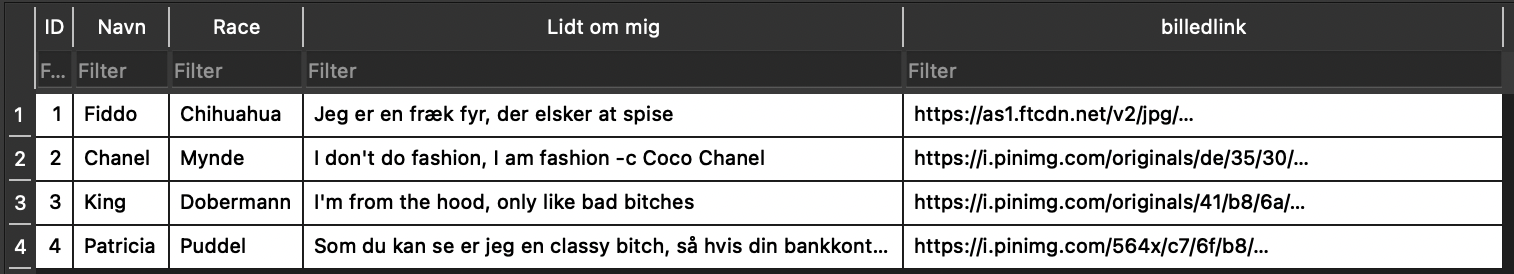 ID Navn Race Lidt om mig billedlink
F... Filter Filter Filter Filter
1 1 Fiddo Chihuahua Jeg er en fræk fyr, der elsker at spise https://as1.ftcdn.net/v2/jpg/...
2 2 Chanel Mynde I don't do fashion, I am fashion -c Coco Chanel https://i.pinimg.com/originals/de/35/30/...
3 3 King Dobermann I'm from the hood, only like bad bitches https://i.pinimg.com/originals/41/b8/6a/...
4 4 Patricia Puddel Som du kan se er jeg en classy bitch, så hvis din bankkont... https://i.pinimg.com/564x/c7/6f/b8/...